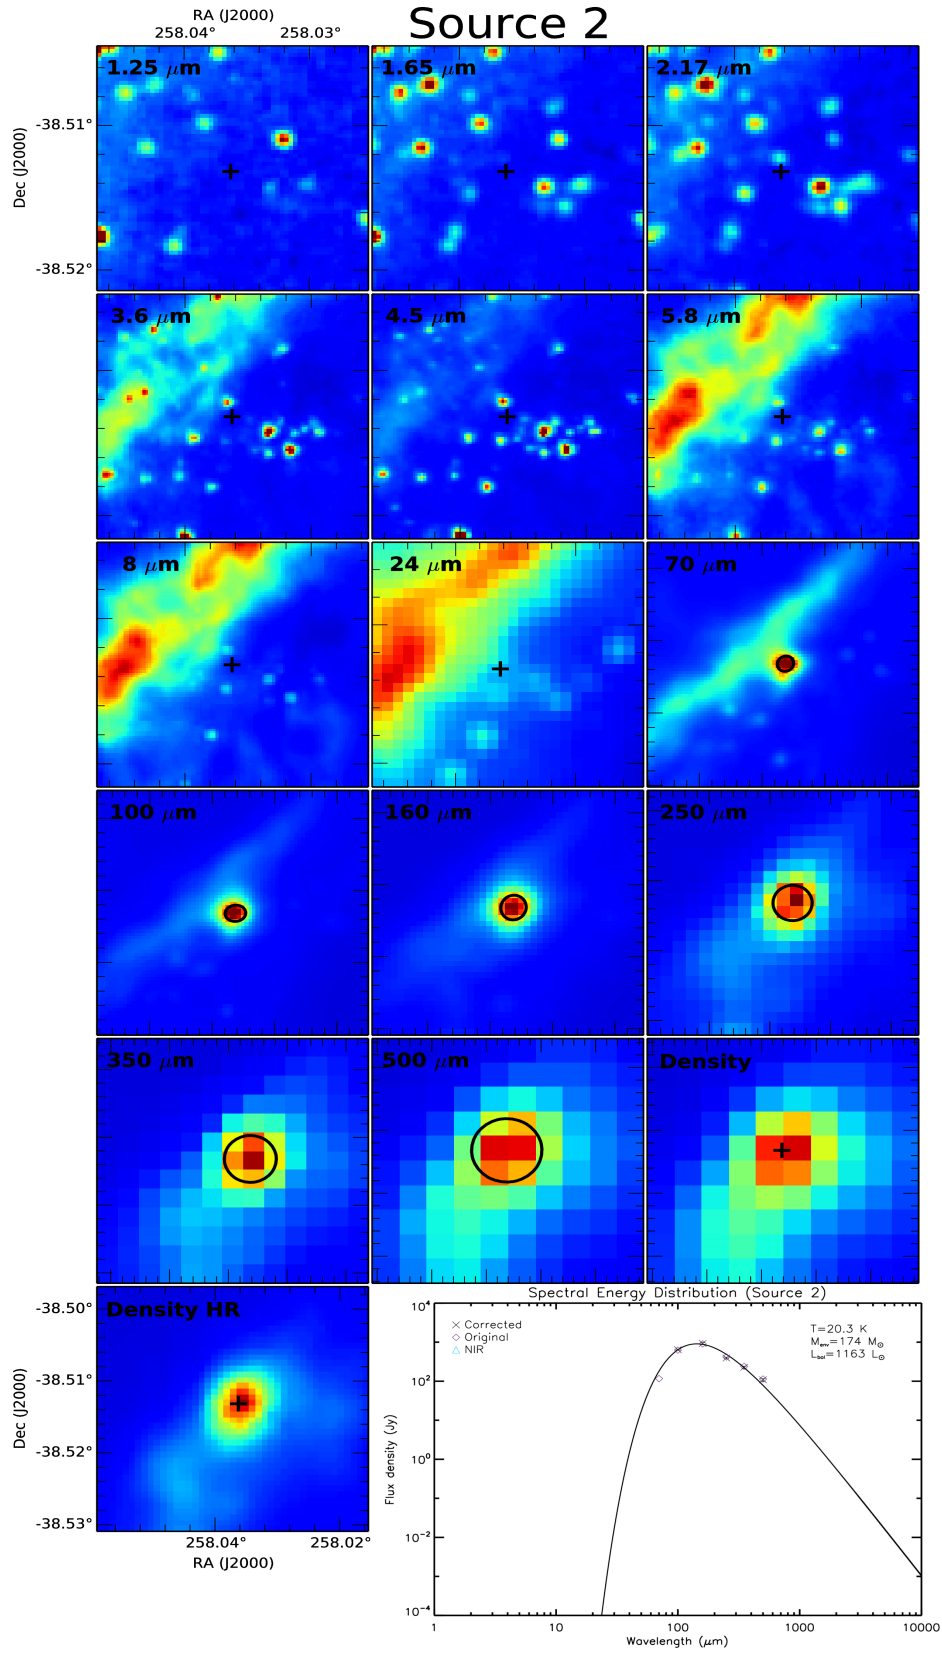 RA (J2000)
Source 2
258.04° 258.03°
1.25 μm 1.65 μm 2.17 μm
Dec (J2000)
-38.51°
-38.52°
3.6 μm 4.5 μm 5.8 μm
8 μm 24 μm 70 μm
100 μm 160 μm 250 μm
350 μm 500 μm Density
Density HR
Dec (J2000)
-38.50°
-38.51°
-38.52°
-38.53°
258.04° 258.02°
RA (J2000)
Spectral Energy Distribution (Source 2)
× Corrected
◇ Original
△ NIR
T=20.3 K
M_env=174 M_⊙
L_bol=1163 L_⊙
Flux density (Jy)
10^4
10^2
10^0
10^-2
10^-4
1 10 100 1000 10000
Wavelength (μm)